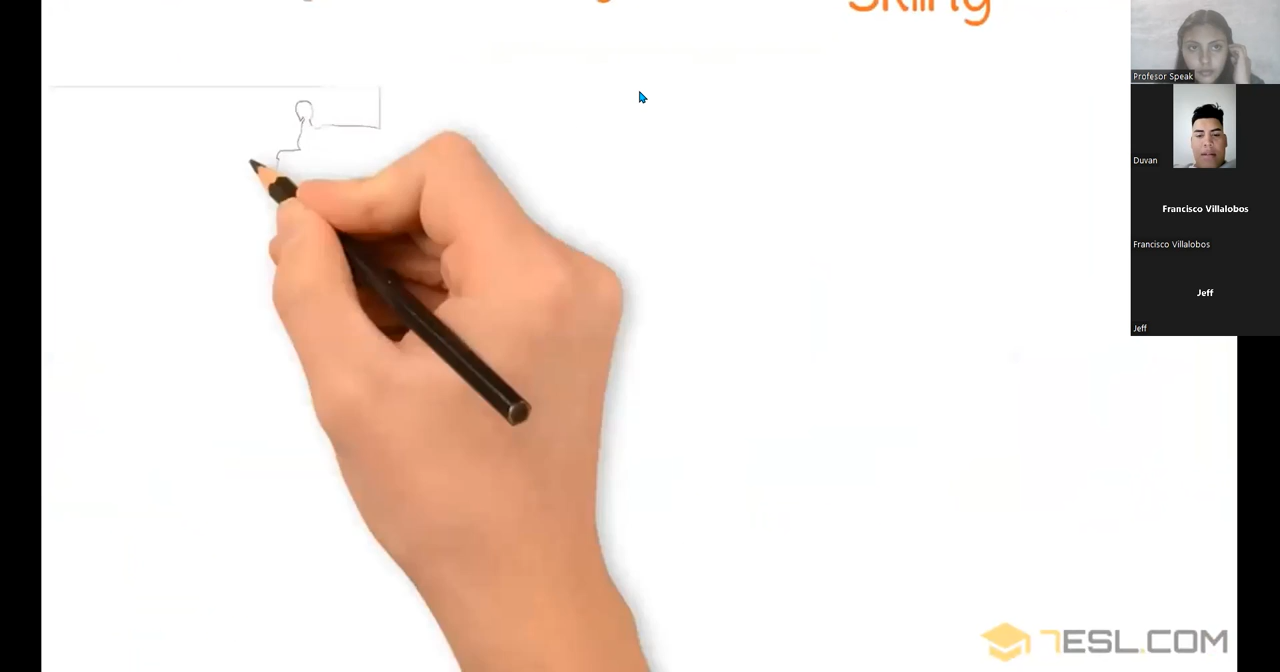 Skiing
Profesor Speak
Duvan
Francisco Villalobos
Francisco Villalobos
Jeff
Jeff
7ESL.COM